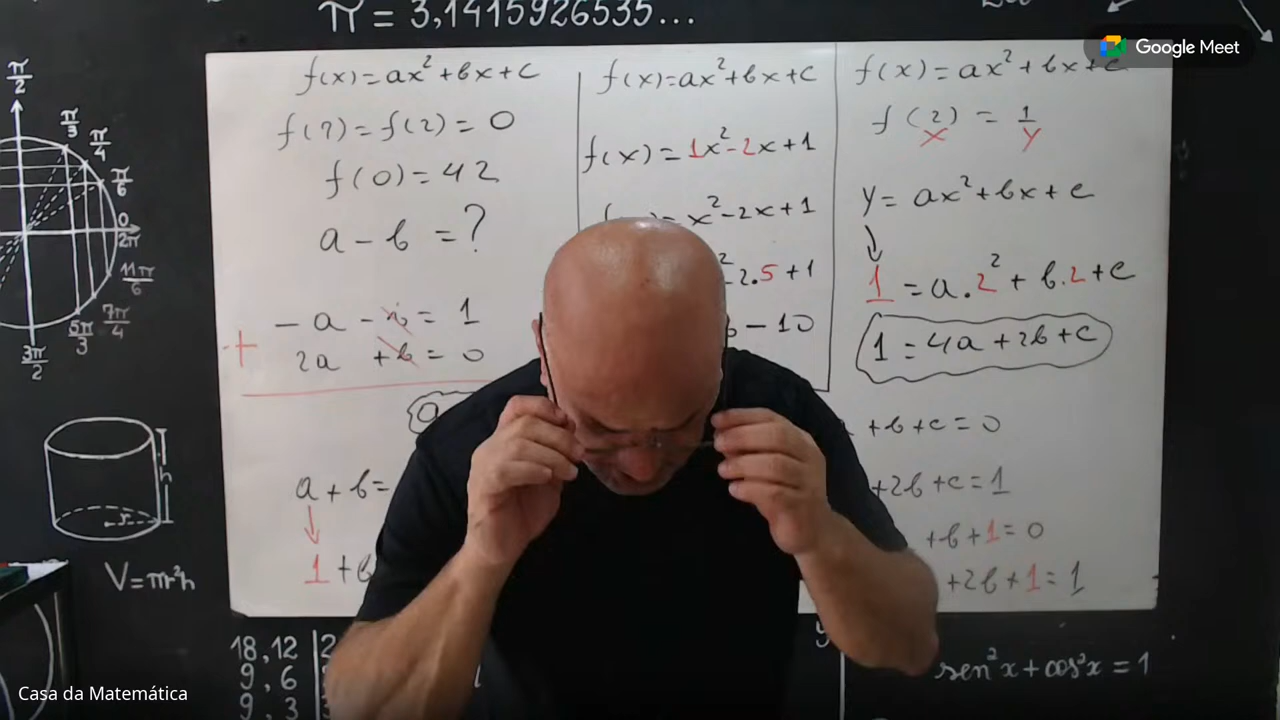 π = 3,1415926535...
Google Meet
π/2
π/3
π/4
π/6
0
2π
11π/6
7π/4
5π/3
3π/2
h
r
V=πr²h
f(x)=ax²+bx+c
f(7)=f(2)=0
f(0)=42
a-b=?
2a +b=0
+
a+b=
1+b
f(x)=ax²+bx+c
f(x)=1x²-2x+1
x²-2x+1
2.5+1
-10
f(x)=ax²+bx+c
f(2)=1
x y
y=ax²+bx+c
1=a.2²+b.2+c
1=4a+2b+c
+b+c=0
+2b+c=1
+b+1=0
+2b+1=1
18,12
9,6
9,3
y
sen²x+cos²x=1
Casa da Matemática